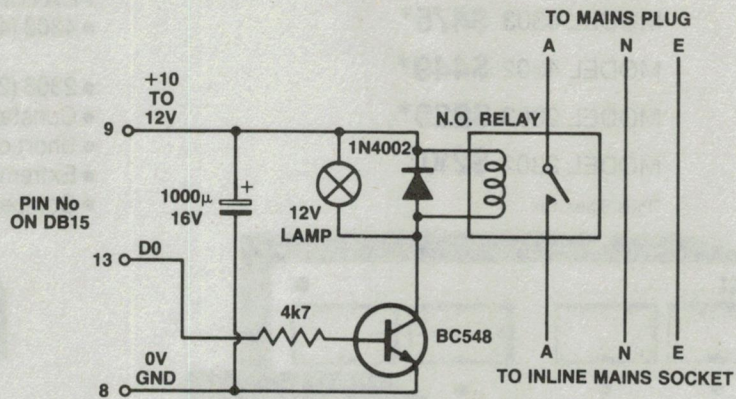 TO MAINS PLUG
A N E
+10
TO
12V
9
N.O. RELAY
1N4002
1000µ
16V
+
12V
LAMP
PIN No
ON DB15
13
D0
4k7
BC548
0V
GND
8
A N E
TO INLINE MAINS SOCKET